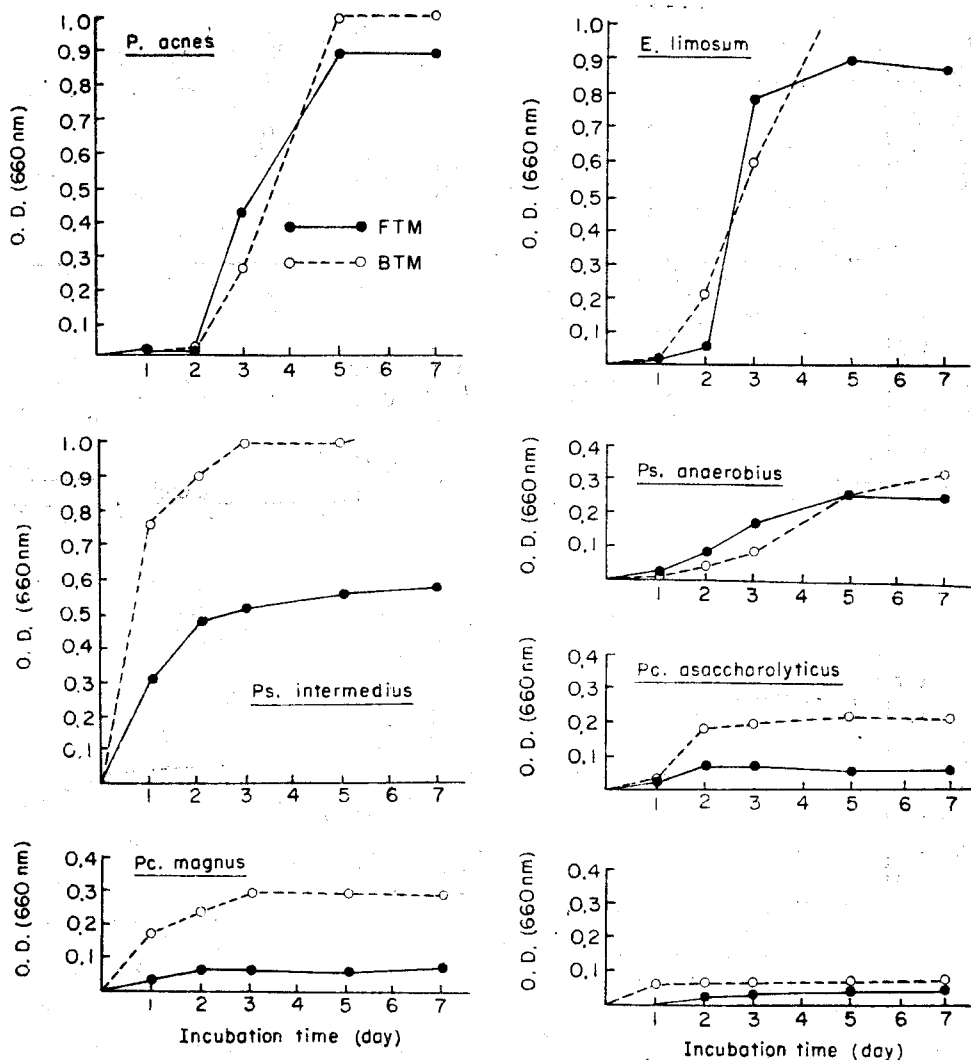 P. acnes
O. D. (660 nm)
1.0
0.9
0.8
0.7
0.6
0.5
0.4
0.3
0.2
0.1
FTM
BTM
1 2 3 4 5 6 7
E. limosum
O. D. (660 nm)
1.0
0.9
0.8
0.7
0.6
0.5
0.4
0.3
0.2
0.1
1 2 3 4 5 6 7
Ps. intermedius
O. D. (660 nm)
1.0
0.9
0.8
0.7
0.6
0.5
0.4
0.3
0.2
0.1
1 2 3 5 6 7
Ps. anaerobius
O. D. (660 nm)
0.4
0.3
0.2
0.1
1 2 3 4 5 6 7
Pc. asaccharolyticus
O. D. (660 nm)
0.4
0.3
0.2
0.1
1 2 3 4 5 6 7
Pc. magnus
O. D. (660 nm)
0.4
0.3
0.2
0.1
1 2 3 4 5 6 7
Incubation time (day)
O. D. (660 nm)
0.4
0.3
0.2
0.1
1 2 3 4 5 6 7
Incubation time (day)